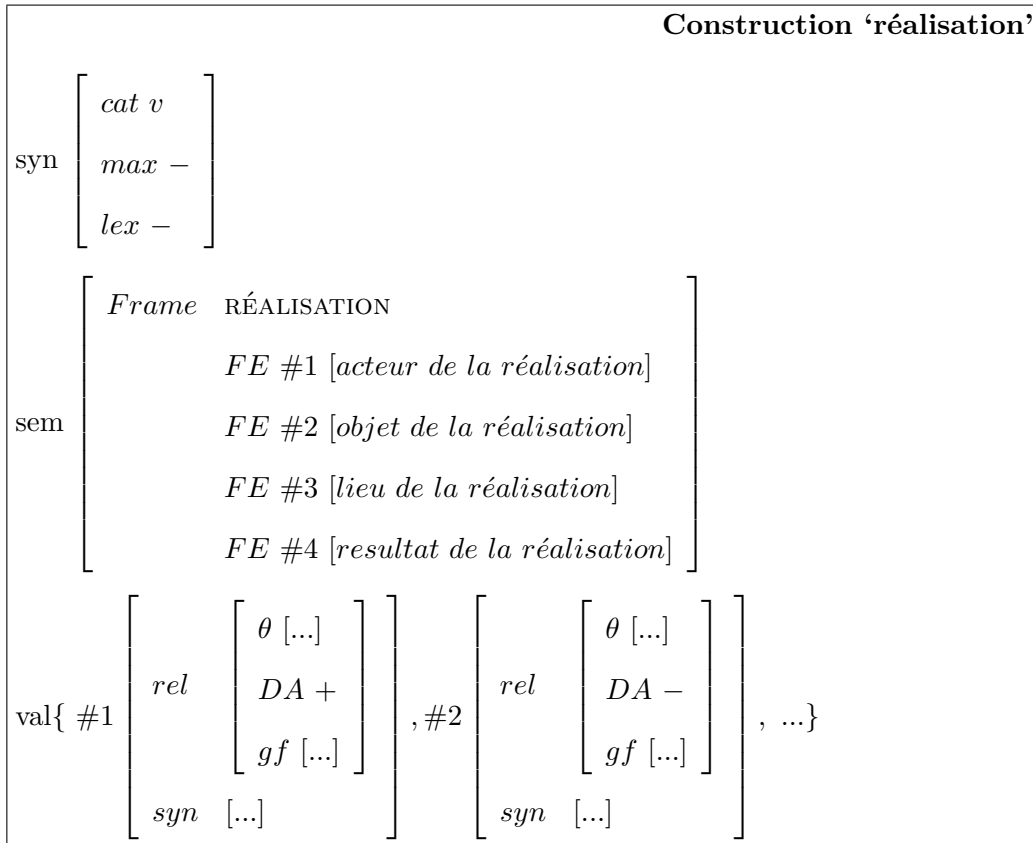 Construction ‘réalisation’
cat v
syn max −
lex −
Frame RÉALISATION
FE #1 [acteur de la réalisation]
sem FE #2 [objet de la réalisation]
FE #3 [lieu de la réalisation]
FE #4 [resultat de la réalisation]
θ [...] θ [...]
val{ #1 rel DA + , #2 rel DA − , ...}
gf [...] gf [...]
syn [...] syn [...]